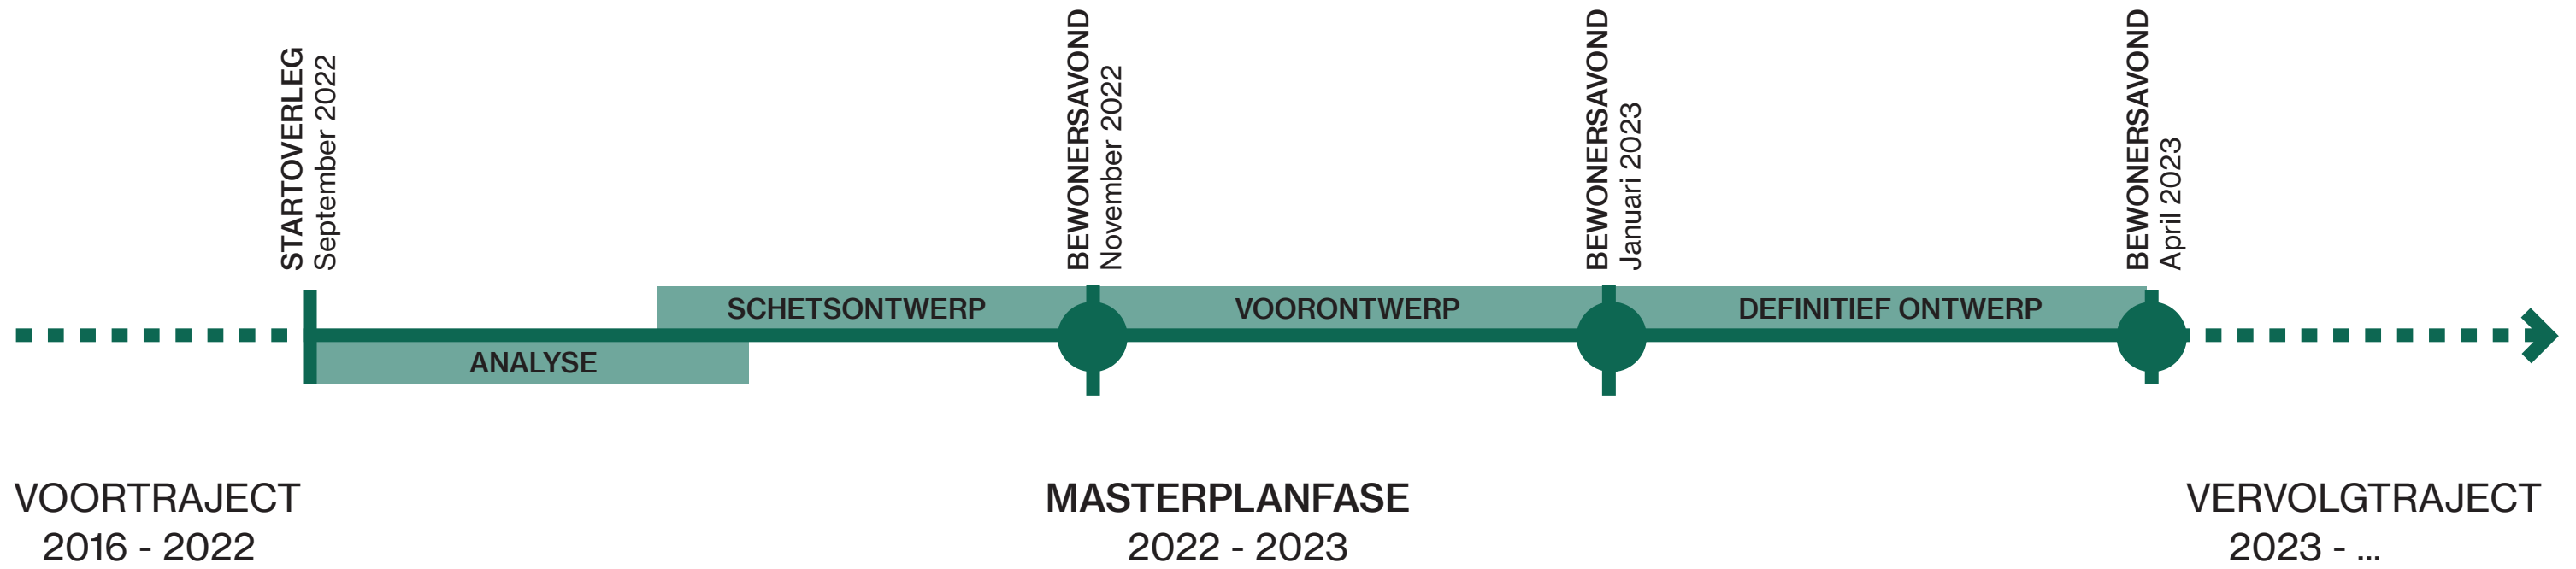 STARTOVERLEG
September 2022
BEWONERSAVOND
November 2022
BEWONERSAVOND
Januari 2023
BEWONERSAVOND
April 2023
SCHETSONTWERP
VOORONTWERP
DEFINITIEF ONTWERP
ANALYSE
VOORTRAJECT
2016 - 2022
MASTERPLANFASE
2022 - 2023
VERVOLGTRAJECT
2023 - ...